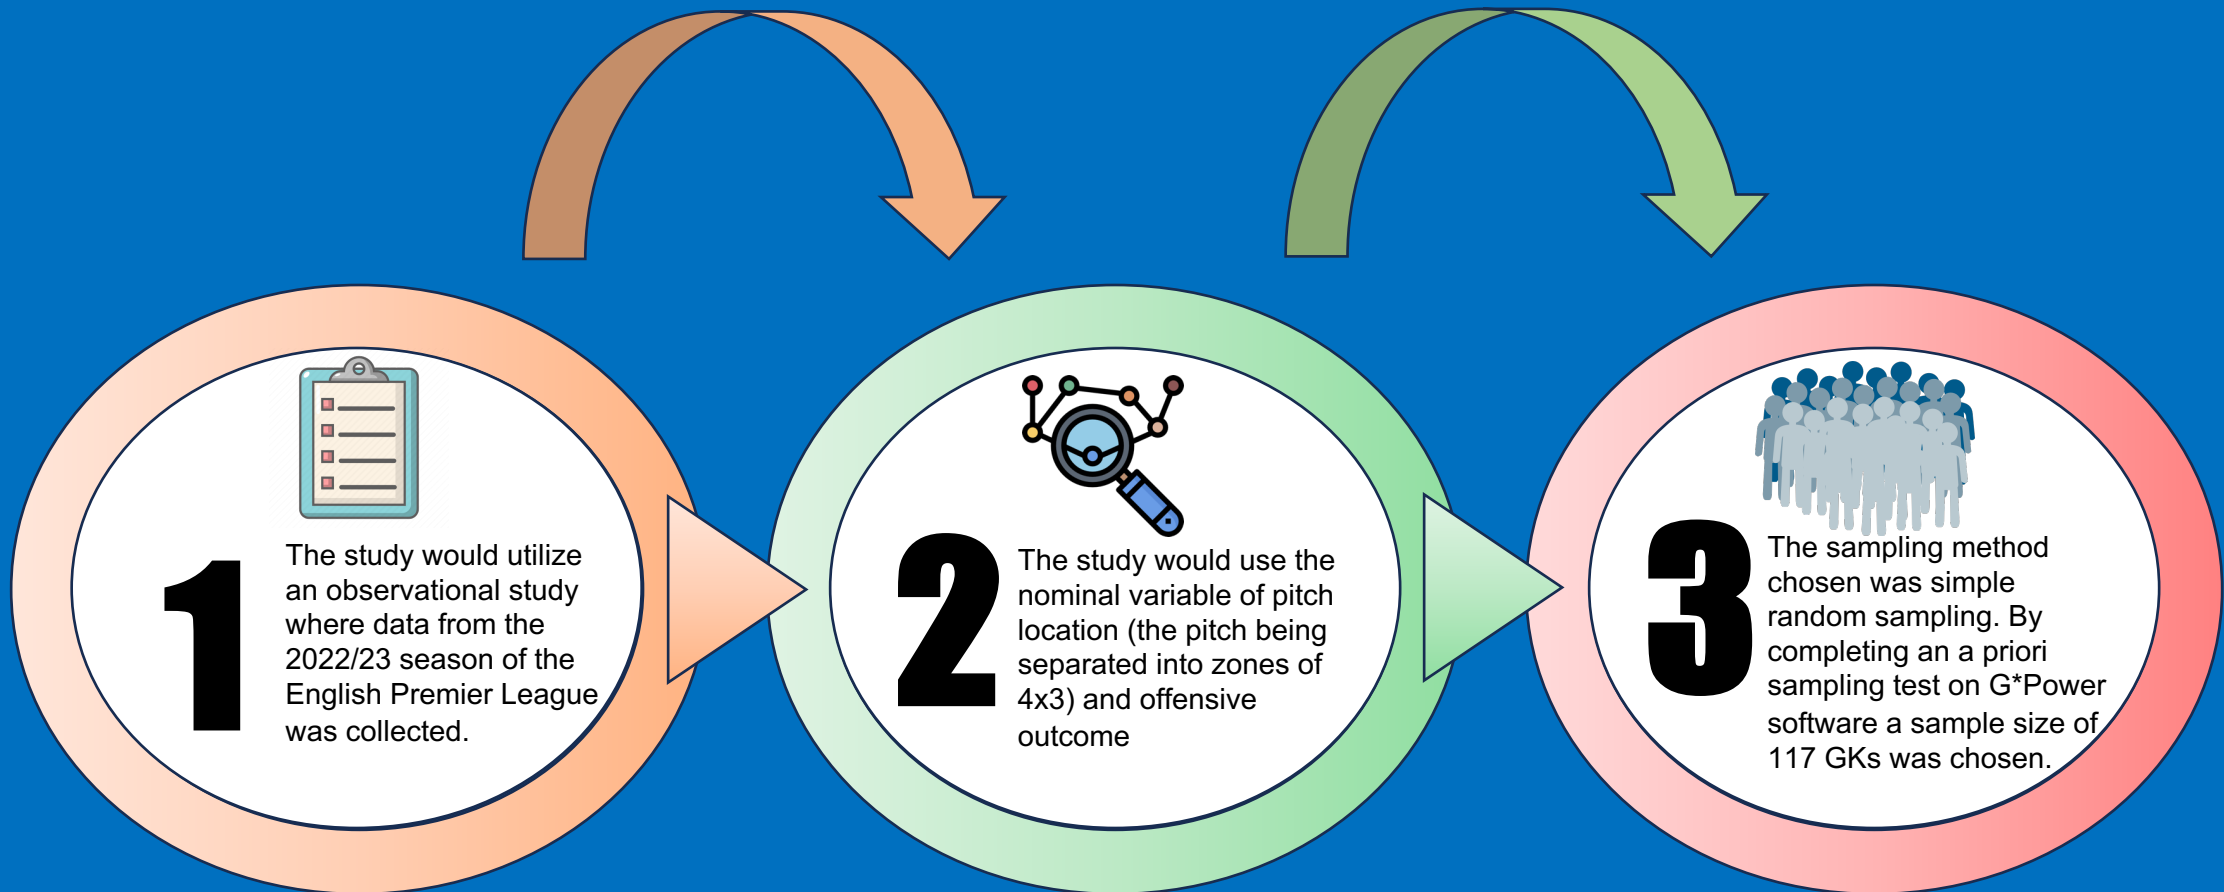 1
The study would utilize
an observational study
where data from the
2022/23 season of the
English Premier League
was collected.
2
The study would use the
nominal variable of pitch
location (the pitch being
separated into zones of
4x3) and offensive
outcome
3
The sampling method
chosen was simple
random sampling. By
completing an a priori
sampling test on G*Power
software a sample size of
117 GKs was chosen.